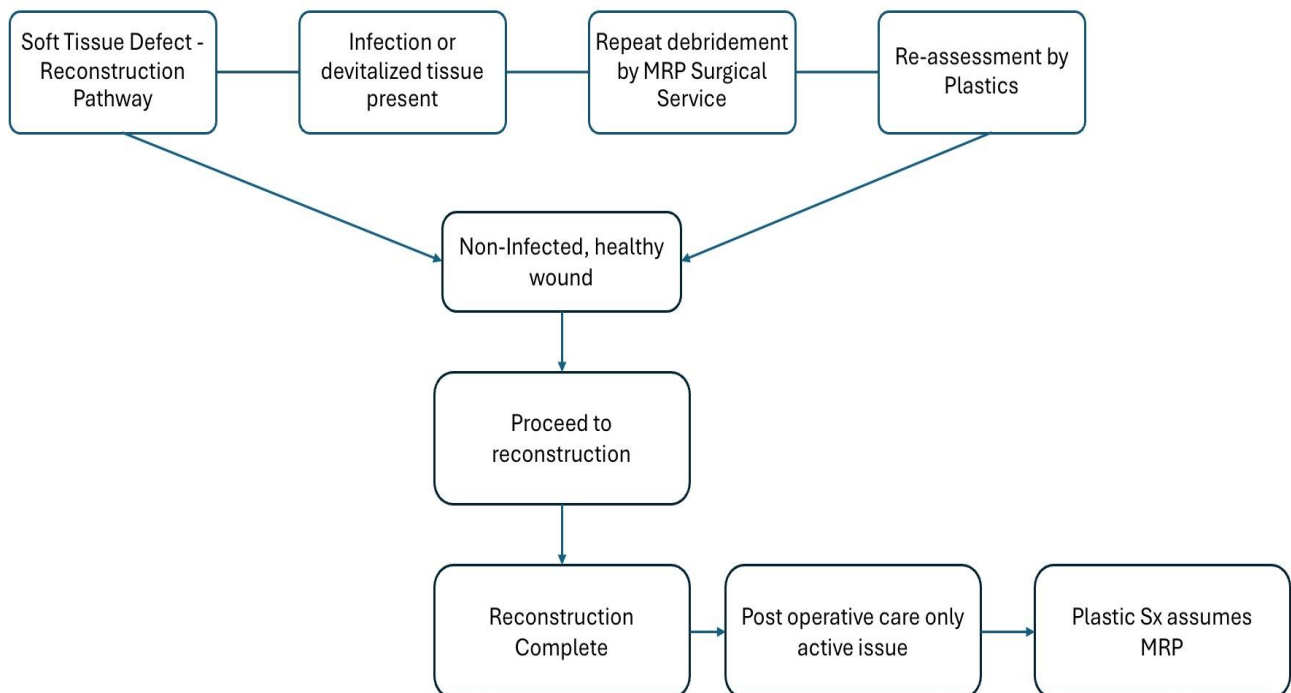 Soft Tissue Defect -
Reconstruction
Pathway
Infection or
devitalized tissue
present
Repeat debridement
by MRP Surgical
Service
Re-assessment by
Plastics
Non-Infected, healthy
wound
Proceed to
reconstruction
Reconstruction
Complete
Post operative care only
active issue
Plastic Sx assumes
MRP